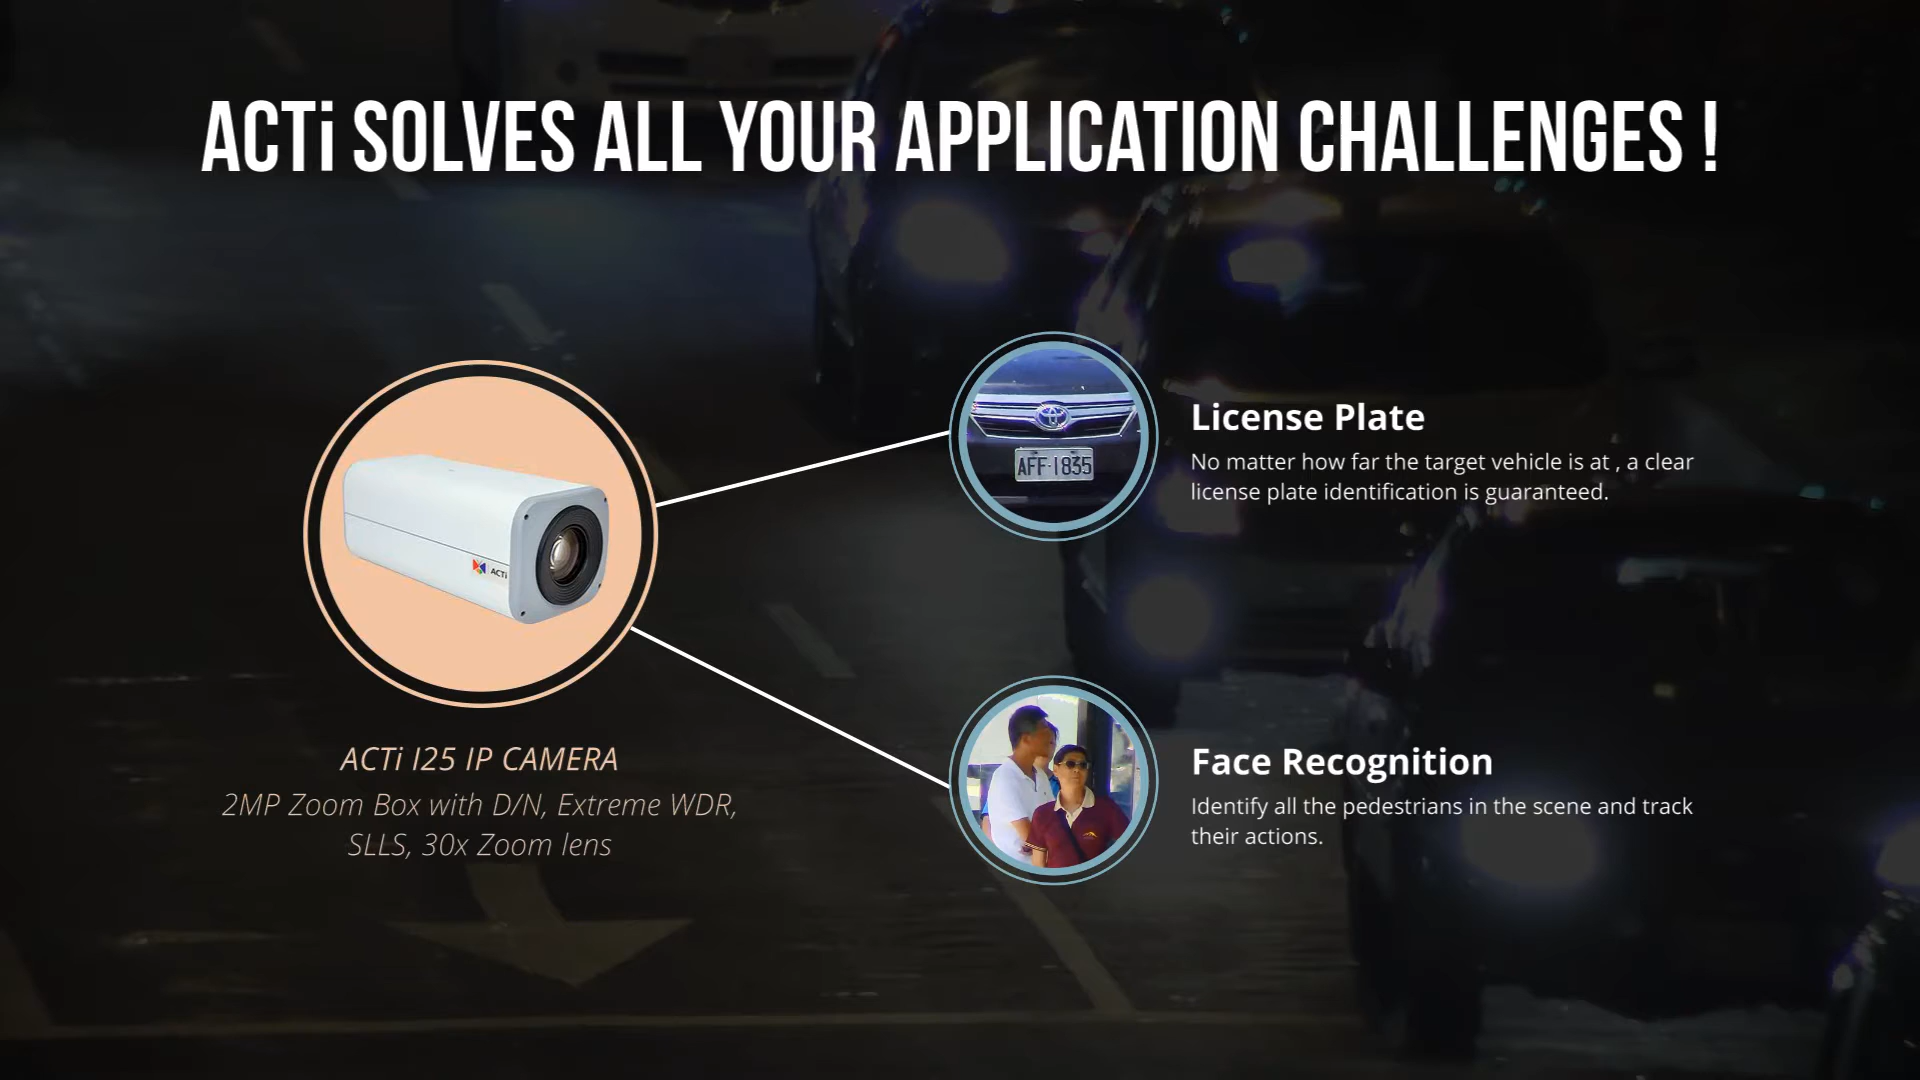 ACTi SOLVES ALL YOUR APPLICATION CHALLENGES !
AFF-1835
License Plate
No matter how far the target vehicle is at , a clear
license plate identification is guaranteed.
ACTi
ACTi I25 IP CAMERA
2MP Zoom Box with D/N, Extreme WDR,
SLLS, 30x Zoom lens
Face Recognition
Identify all the pedestrians in the scene and track
their actions.